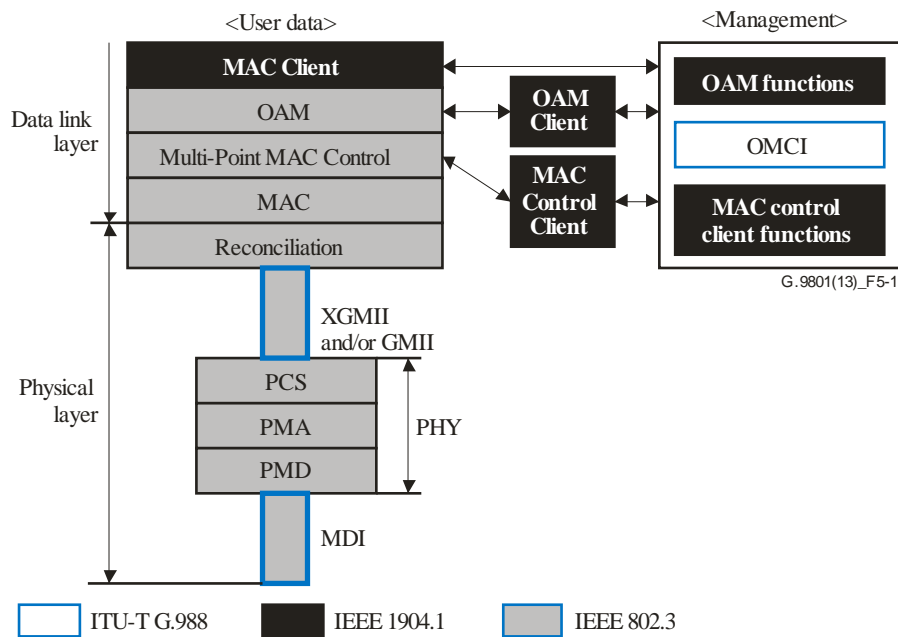 <User data>
<Management>
MAC Client
OAM
Multi-Point MAC Control
MAC
Reconciliation
Data link
layer
OAM
Client
MAC
Control
Client
OAM functions
OMCI
MAC control
client functions
G.9801(13)_F5-1
XGMII
and/or GMII
PCS
PMA
PMD
PHY
Physical
layer
MDI
ITU-T G.988
IEEE 1904.1
IEEE 802.3